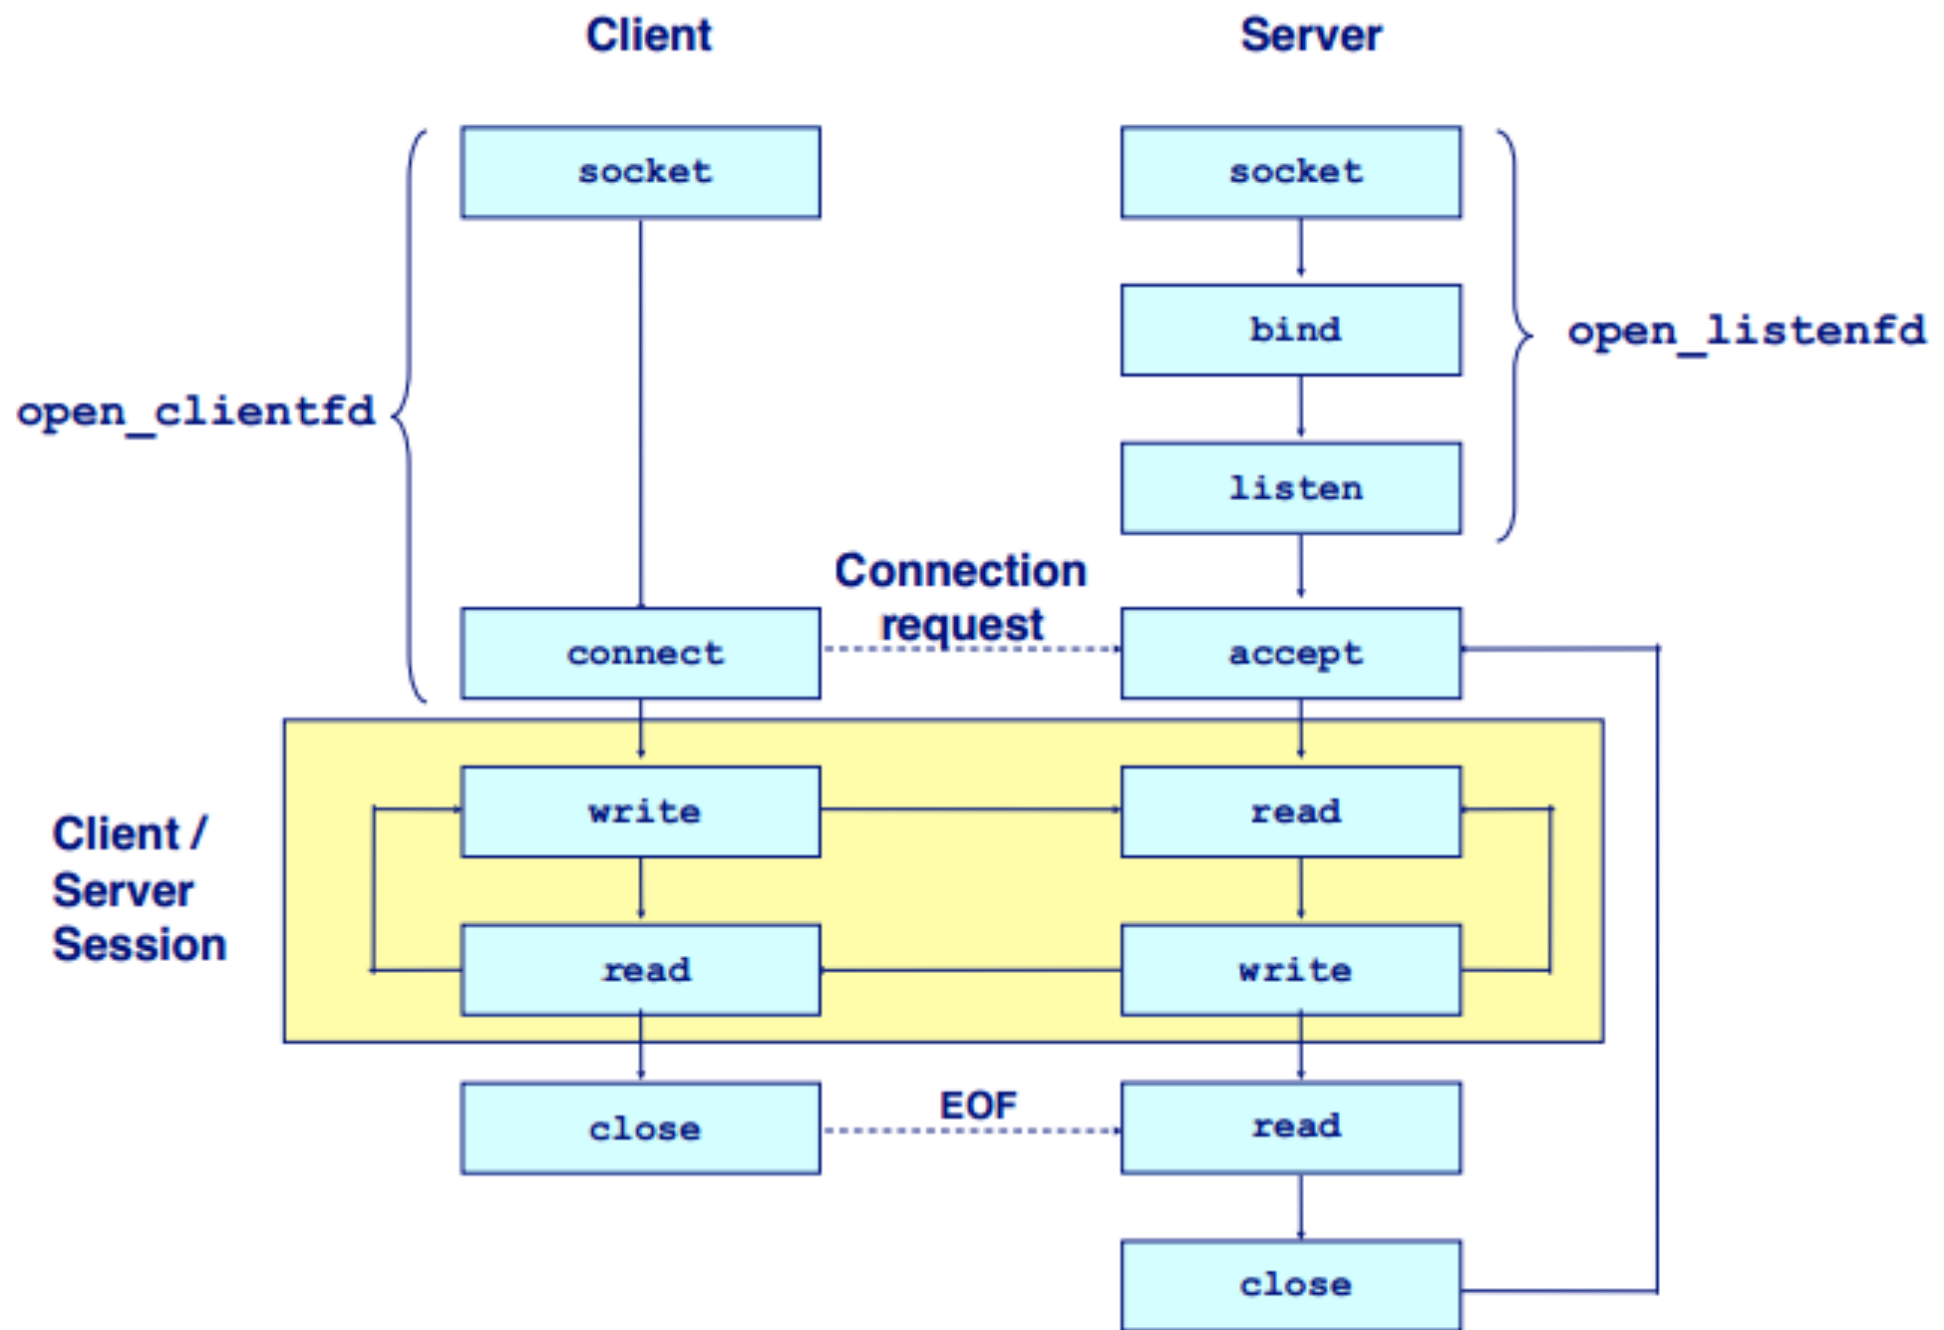 Client
Server
socket
socket
bind
open_listenfd
open_clientfd
listen
Connection
request
connect
accept
write
read
Client /
Server
Session
read
write
close
EOF
read
close